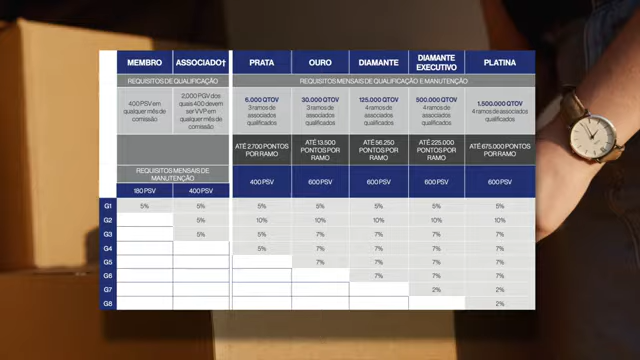 MEMBRO ASSOCIADO† PRATA OURO DIAMANTE DIAMANTE EXECUTIVO PLATINA
REQUISITOS DE QUALIFICAÇÃO REQUISITOS MENSAIS DE QUALIFICAÇÃO E MANUTENÇÃO
400 PSV em qualquer mês de comissão
2,000 PGV dos quais 400 devem ser VVP em qualquer mês de comissão
6.000 QTOV 3 ramos de associados qualificados
30.000 QTOV 3 ramos de associados qualificados
125.000 QTOV 4 ramos de associados qualificados
500.000 QTOV 4 ramos de associados qualificados
1.500.000 QTOV 4 ramos de associados qualificados
ATÉ 2.700 PONTOS POR RAMO
ATÉ 13.500 PONTOS POR RAMO
ATÉ 56.250 PONTOS POR RAMO
ATÉ 225.000 PONTOS POR RAMO
ATÉ 675.000 PONTOS POR RAMO
REQUISITOS MENSAIS DE MANUTENÇÃO
180 PSV 400 PSV 400 PSV 600 PSV 600 PSV 600 PSV 600 PSV
G1 5% 5% 5% 5% 5% 5% 5%
G2 5% 10% 10% 10% 10% 10%
G3 5% 5% 7% 7% 7% 7%
G4 5% 7% 7% 7% 7%
G5 7% 7% 7% 7%
G6 7% 7% 7%
G7 2% 2%
G8 2%